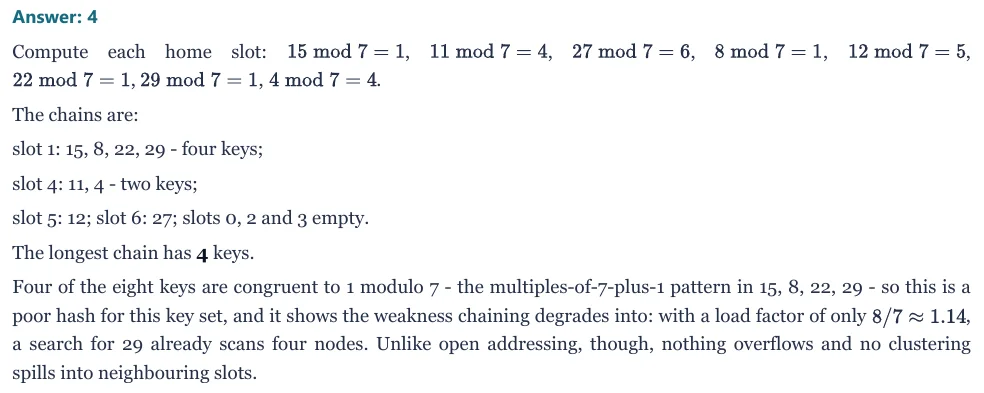 Answer: 4
Compute each home slot: 15 mod 7 = 1, 11 mod 7 = 4, 27 mod 7 = 6, 8 mod 7 = 1, 12 mod 7 = 5,
22 mod 7 = 1, 29 mod 7 = 1, 4 mod 7 = 4.
The chains are:
slot 1: 15, 8, 22, 29 - four keys;
slot 4: 11, 4 - two keys;
slot 5: 12; slot 6: 27; slots 0, 2 and 3 empty.
The longest chain has 4 keys.
Four of the eight keys are congruent to 1 modulo 7 - the multiples-of-7-plus-1 pattern in 15, 8, 22, 29 - so this is a
poor hash for this key set, and it shows the weakness chaining degrades into: with a load factor of only 8/7 ≈ 1.14,
a search for 29 already scans four nodes. Unlike open addressing, though, nothing overflows and no clustering
spills into neighbouring slots.